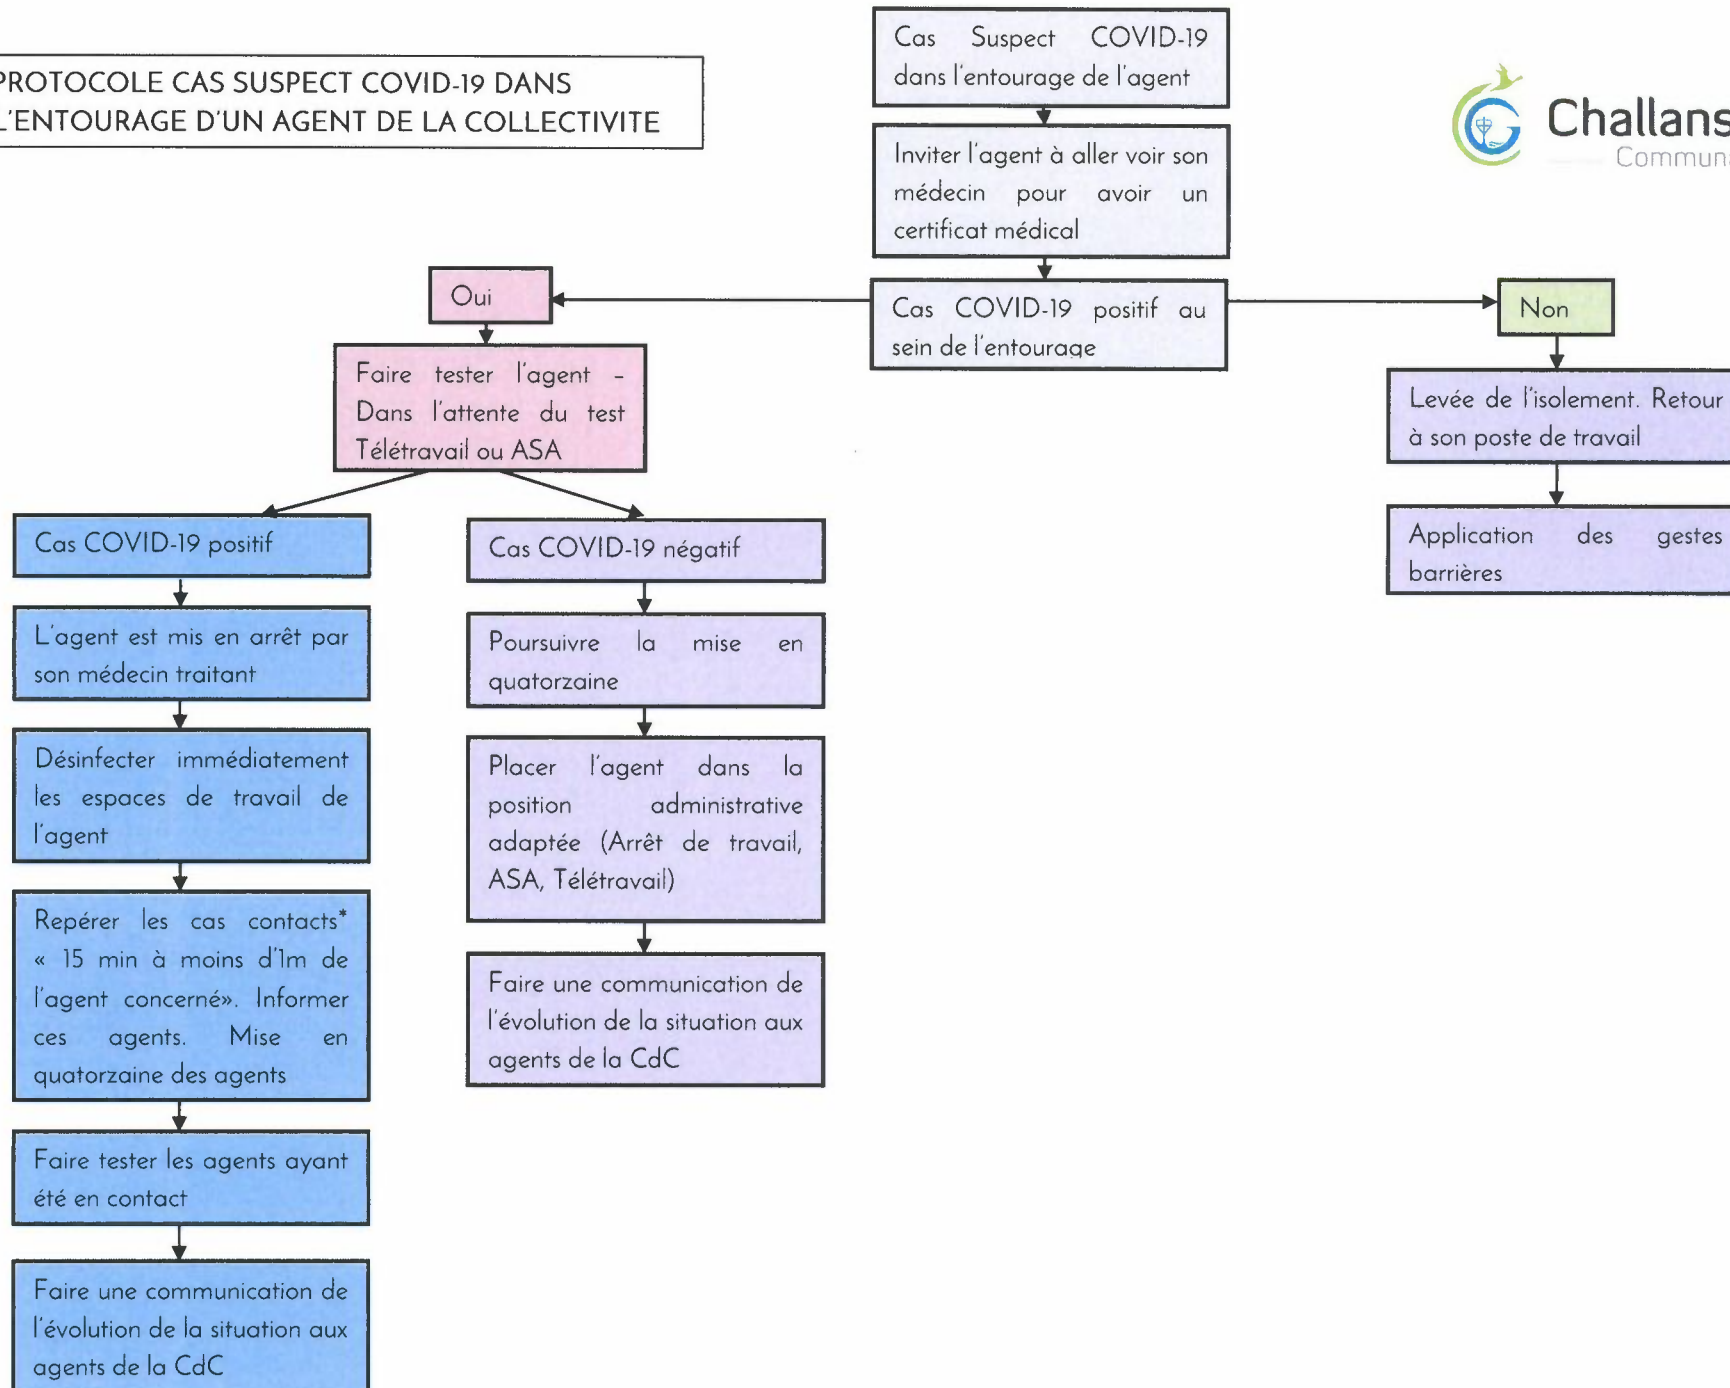 PROTOCOLE CAS SUSPECT COVID-19 DANS
L'ENTOURAGE D'UN AGENT DE LA COLLECTIVITE
Cas Suspect COVID-19
dans l'entourage de l'agent
Challans
Inviter l'agent à aller voir son
médecin pour avoir un
certificat médical
Cas COVID-19 positif au
sein de l'entourage
Oui
Non
Faire tester l'agent –
Dans l'attente du test
Télétravail ou ASA
Levée de l'isolement. Retour
à son poste de travail
Application des gestes
barrières
Cas COVID-19 positif
L'agent est mis en arrêt par
son médecin traitant
Désinfecter immédiatement
les espaces de travail de
l'agent
Repérer les cas contacts*
« 15 min à moins d'1m de
l'agent concerné». Informer
ces agents. Mise en
quatorzaine des agents
Faire tester les agents ayant
été en contact
Faire une communication de
l'évolution de la situation aux
agents de la CdC
Cas COVID-19 négatif
Poursuivre la mise en
quatorzaine
Placer l'agent dans la
position administrative
adaptée (Arrêt de travail,
ASA, Télétravail)
Faire une communication de
l'évolution de la situation aux
agents de la CdC